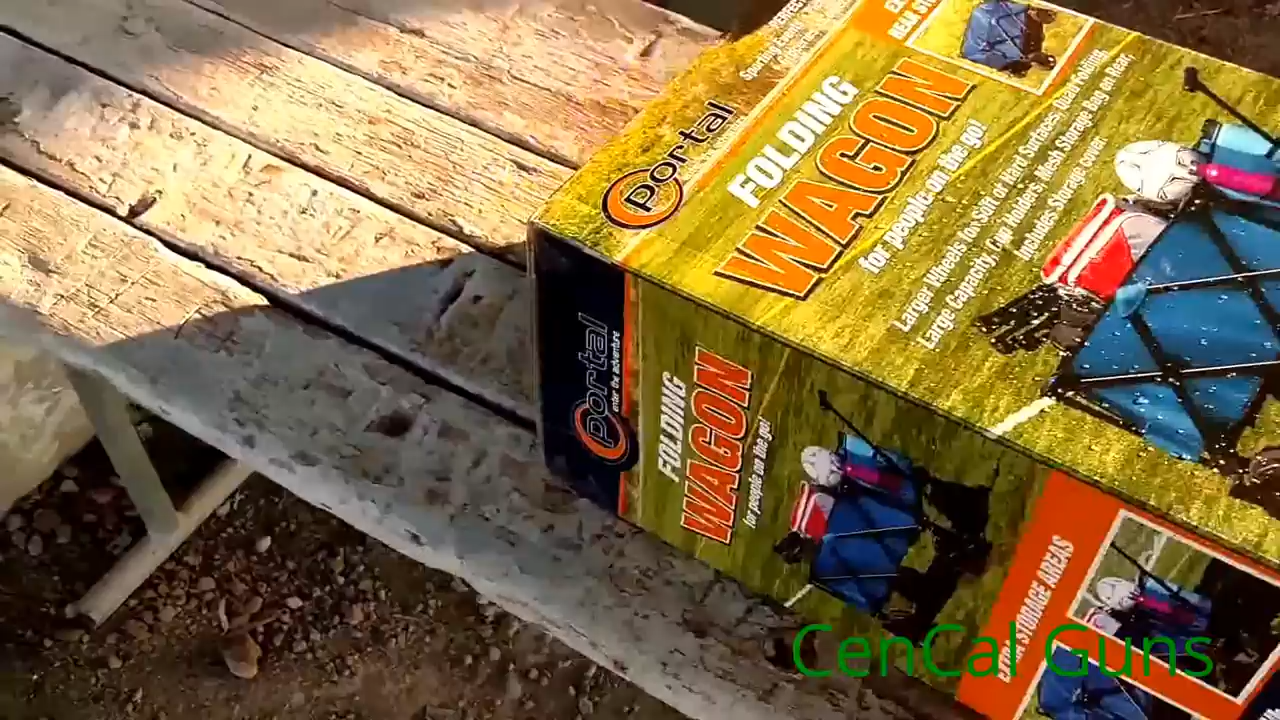 Portal
FOLDING
WAGON
for people on the go!
Larger Wheels for Soft or Hard Surfaces, Quick folding,
Large Capacity, Cup Holders, Mesh Storage Bag on Rear,
Includes Storage cover
Portal
enter the adventure
FOLDING
WAGON
for people on the go!
EXTRA STORAGE AREAS
CenCal Guns